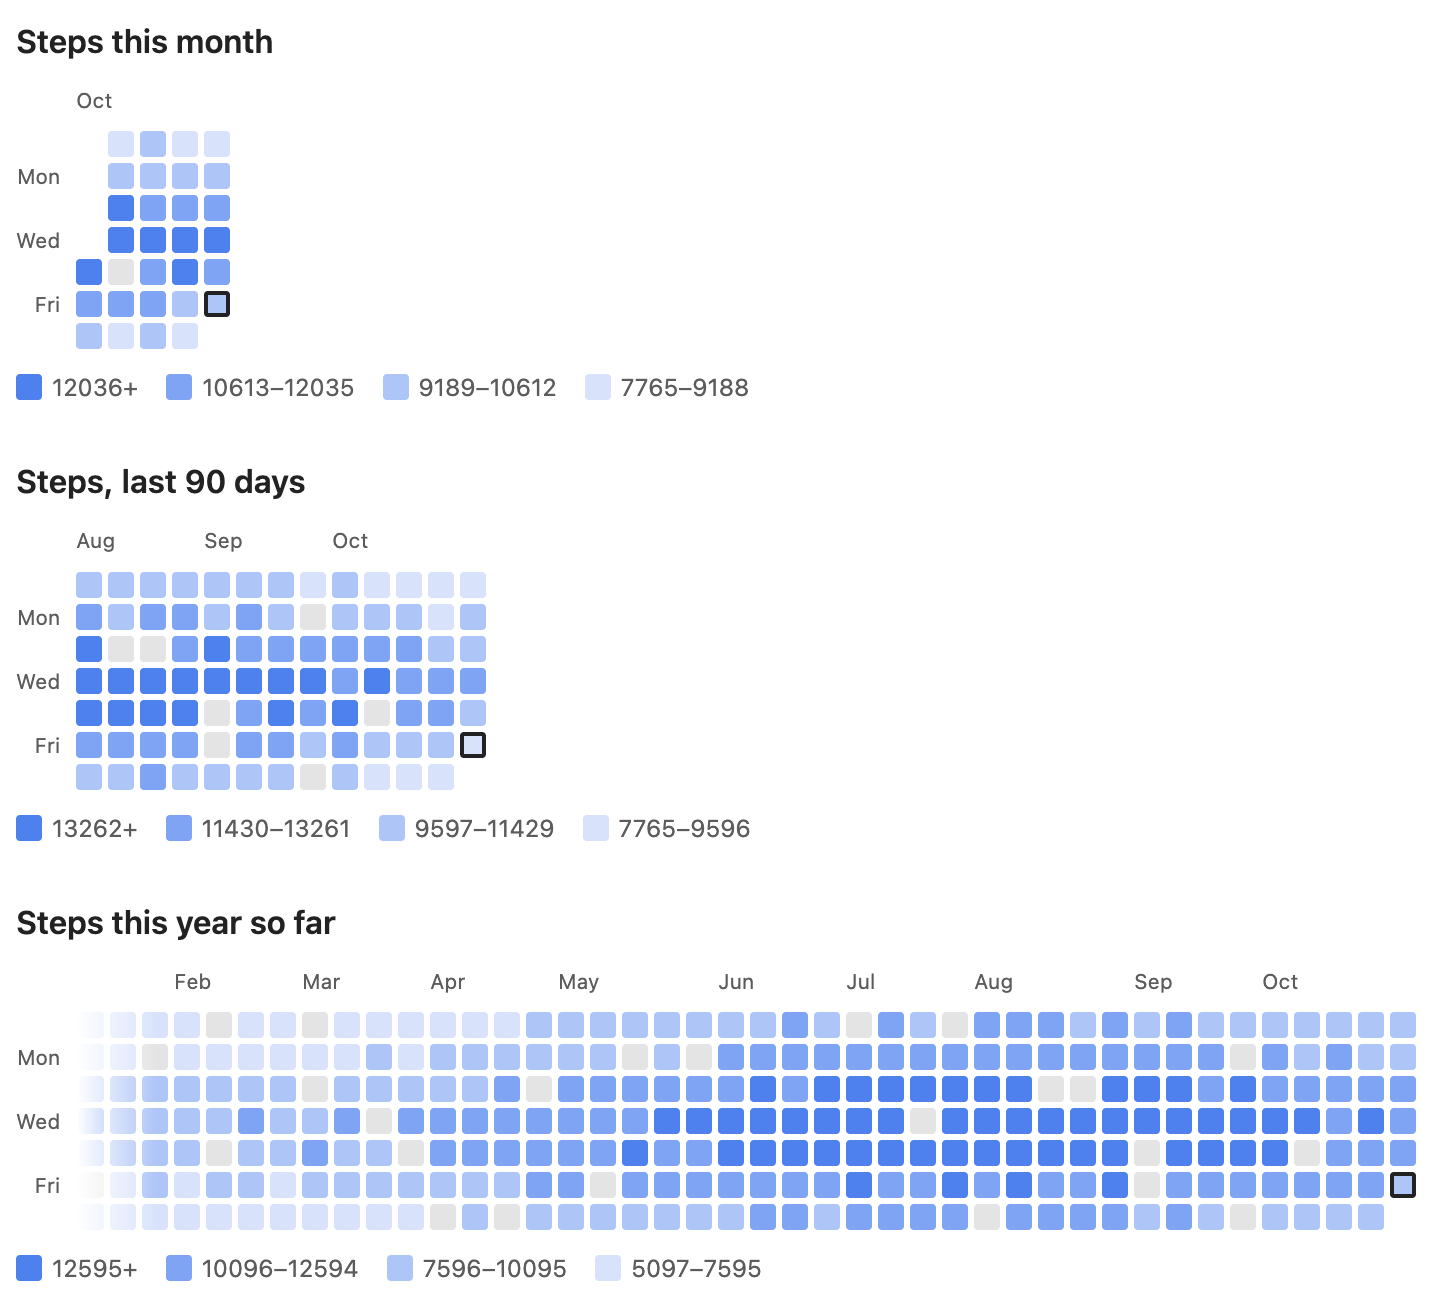 Steps this month
Oct
Mon
Wed
Fri
12036+ 10613–12035 9189–10612 7765–9188
Steps, last 90 days
Aug Sep Oct
Mon
Wed
Fri
13262+ 11430–13261 9597–11429 7765–9596
Steps this year so far
Feb Mar Apr May Jun Jul Aug Sep Oct
Mon
Wed
Fri
12595+ 10096–12594 7596–10095 5097–7595